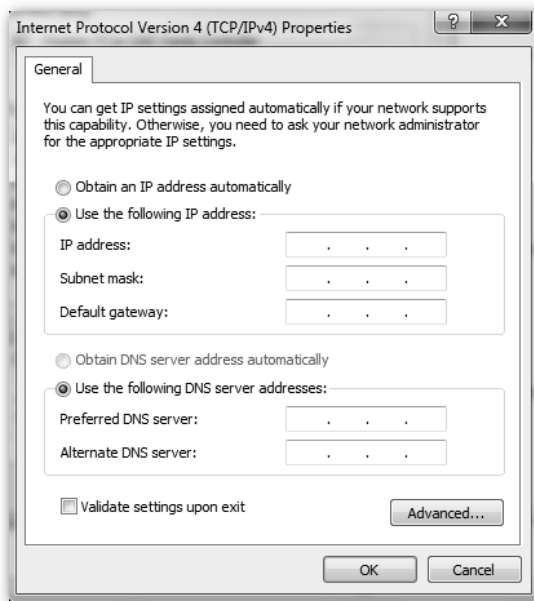 Internet Protocol Version 4 (TCP/IPv4) Properties
?
X
General
You can get IP settings assigned automatically if your network supports
this capability. Otherwise, you need to ask your network administrator
for the appropriate IP settings.
Obtain an IP address automatically
Use the following IP address:
IP address: . . .
Subnet mask: . . .
Default gateway: . . .
Obtain DNS server address automatically
Use the following DNS server addresses:
Preferred DNS server: . . .
Alternate DNS server: . . .
Validate settings upon exit
Advanced...
OK Cancel